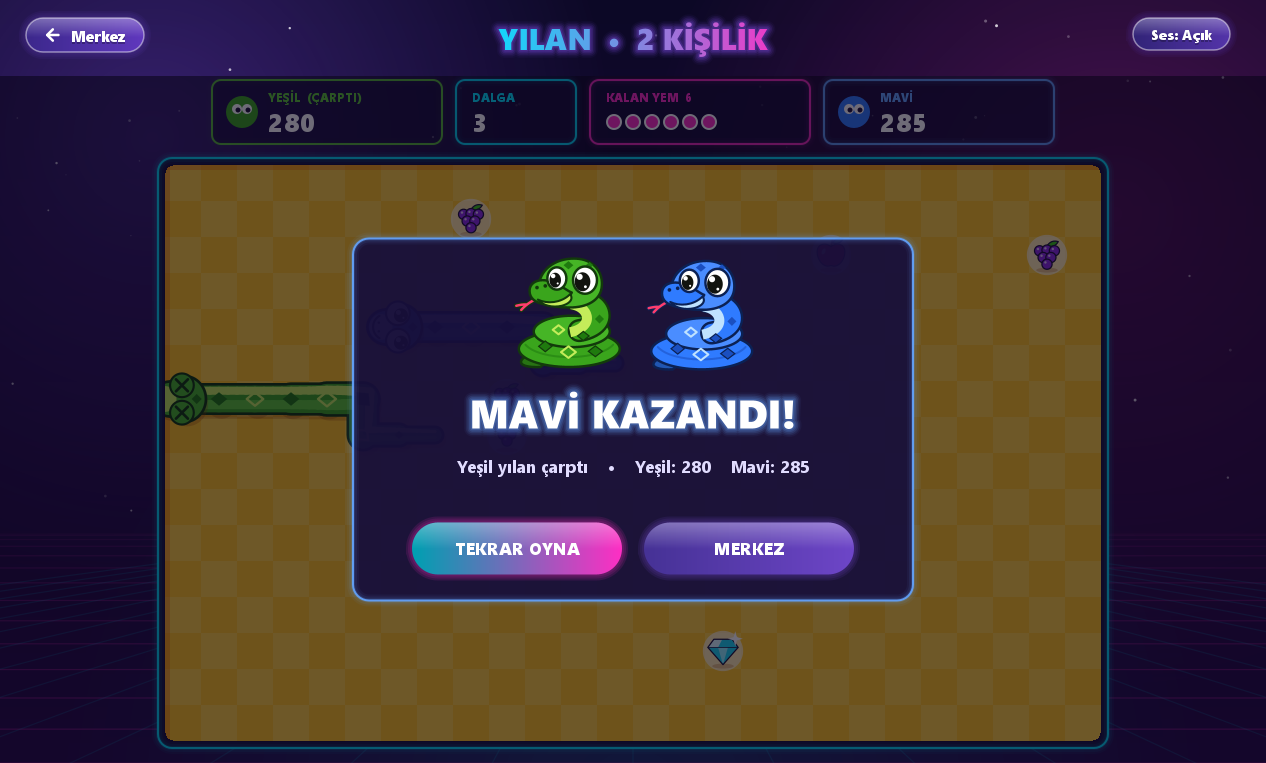 Merkez
YILAN • 2 KİŞİLİK
Ses: Açık
YEŞİL (ÇARPTI)
280
DALGA
3
KALAN YEM 6
MAVİ
285
MAVİ KAZANDI!
Yeşil yılan çarptı • Yeşil: 280 Mavi: 285
TEKRAR OYNA
MERKEZ